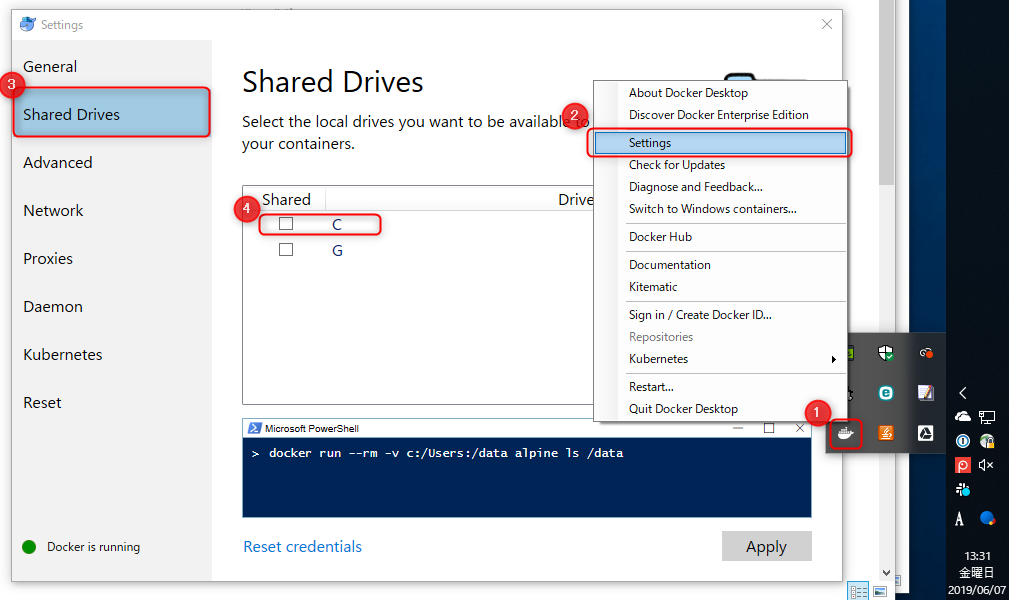 Settings
General
3
Shared Drives
Advanced
Network
Proxies
Daemon
Kubernetes
Reset
Docker is running
Shared Drives
Select the local drives you want to be available to
your containers.
Shared
Drive
4
C
G
Microsoft PowerShell
> docker run --rm -v c:/Users:/data alpine ls /data
Reset credentials
Apply
About Docker Desktop
Discover Docker Enterprise Edition
2
Settings
Check for Updates
Diagnose and Feedback...
Switch to Windows containers...
Docker Hub
Documentation
Kitematic
Sign in / Create Docker ID...
Repositories
Kubernetes
Restart...
Quit Docker Desktop
1
A
13:31
金曜日
2019/06/07